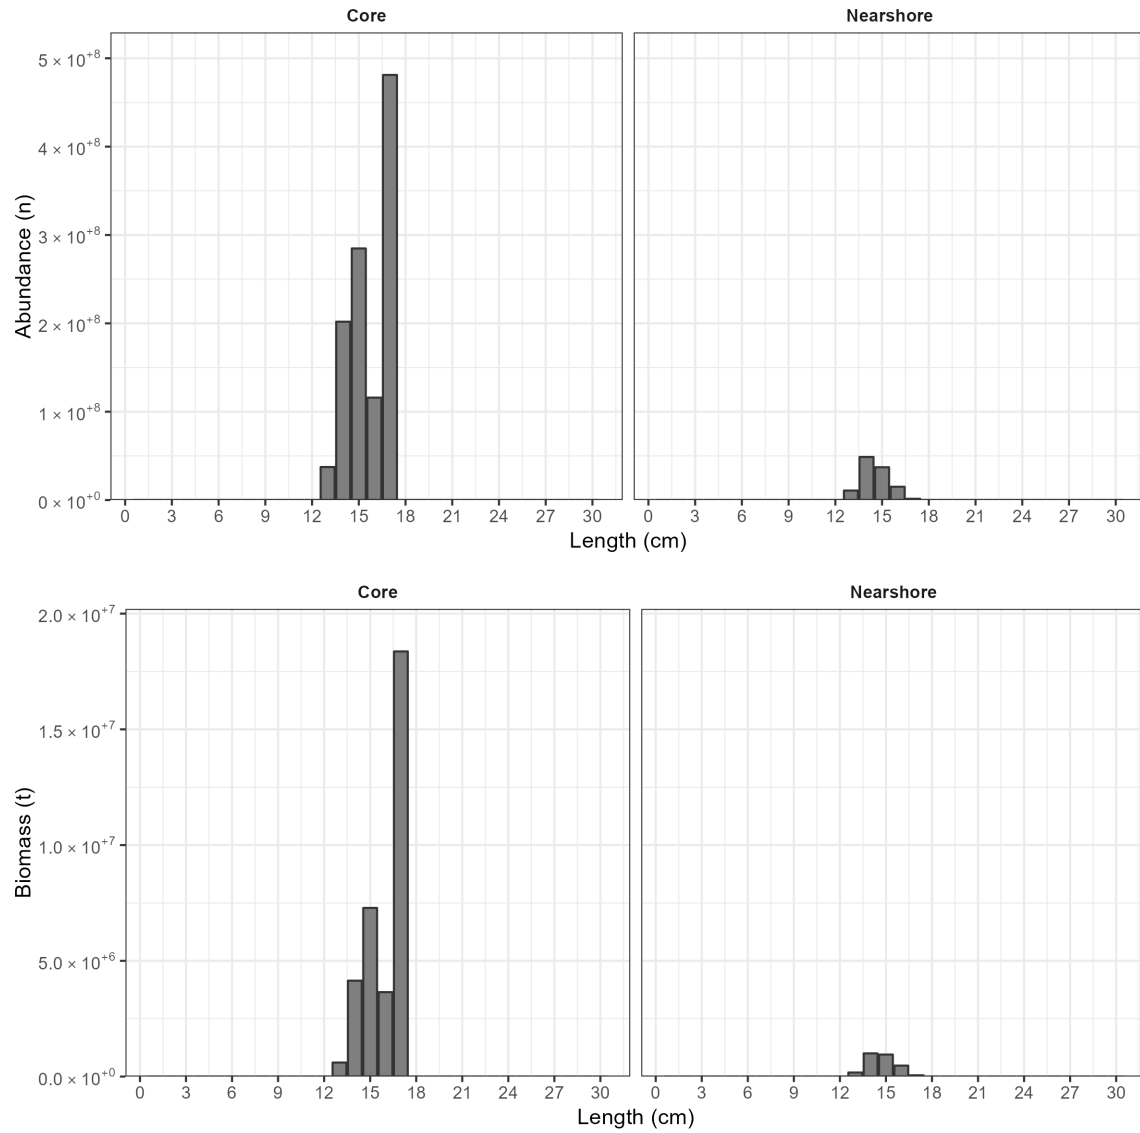 Core Nearshore
5 × 10⁺⁸
4 × 10⁺⁸
3 × 10⁺⁸
2 × 10⁺⁸
1 × 10⁺⁸
0 × 10⁺⁰
Abundance (n)
0 3 6 9 12 15 18 21 24 27 30 0 3 6 9 12 15 18 21 24 27 30
Length (cm)
Core Nearshore
2.0 × 10⁺⁷
1.5 × 10⁺⁷
1.0 × 10⁺⁷
5.0 × 10⁺⁶
0.0 × 10⁺⁰
Biomass (t)
0 3 6 9 12 15 18 21 24 27 30 0 3 6 9 12 15 18 21 24 27 30
Length (cm)